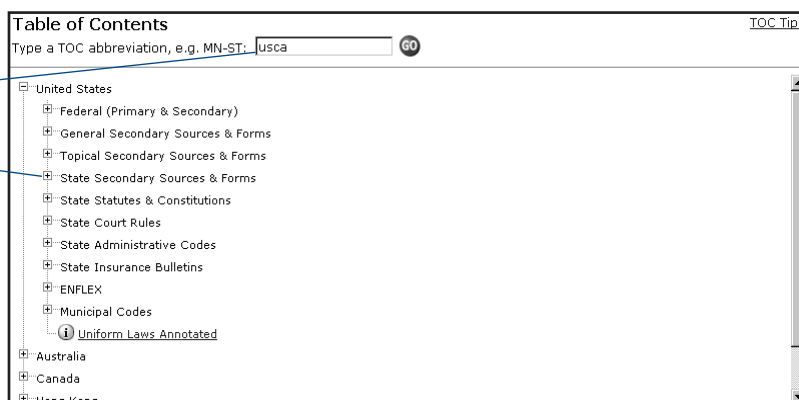 Table of Contents
TOC Tip
Type a TOC abbreviation, e.g. MN-ST: usca GO
United States
Federal (Primary & Secondary)
General Secondary Sources & Forms
Topical Secondary Sources & Forms
State Secondary Sources & Forms
State Statutes & Constitutions
State Court Rules
State Administrative Codes
State Insurance Bulletins
ENFLEX
Municipal Codes
i Uniform Laws Annotated
Australia
Canada
Hong Kong